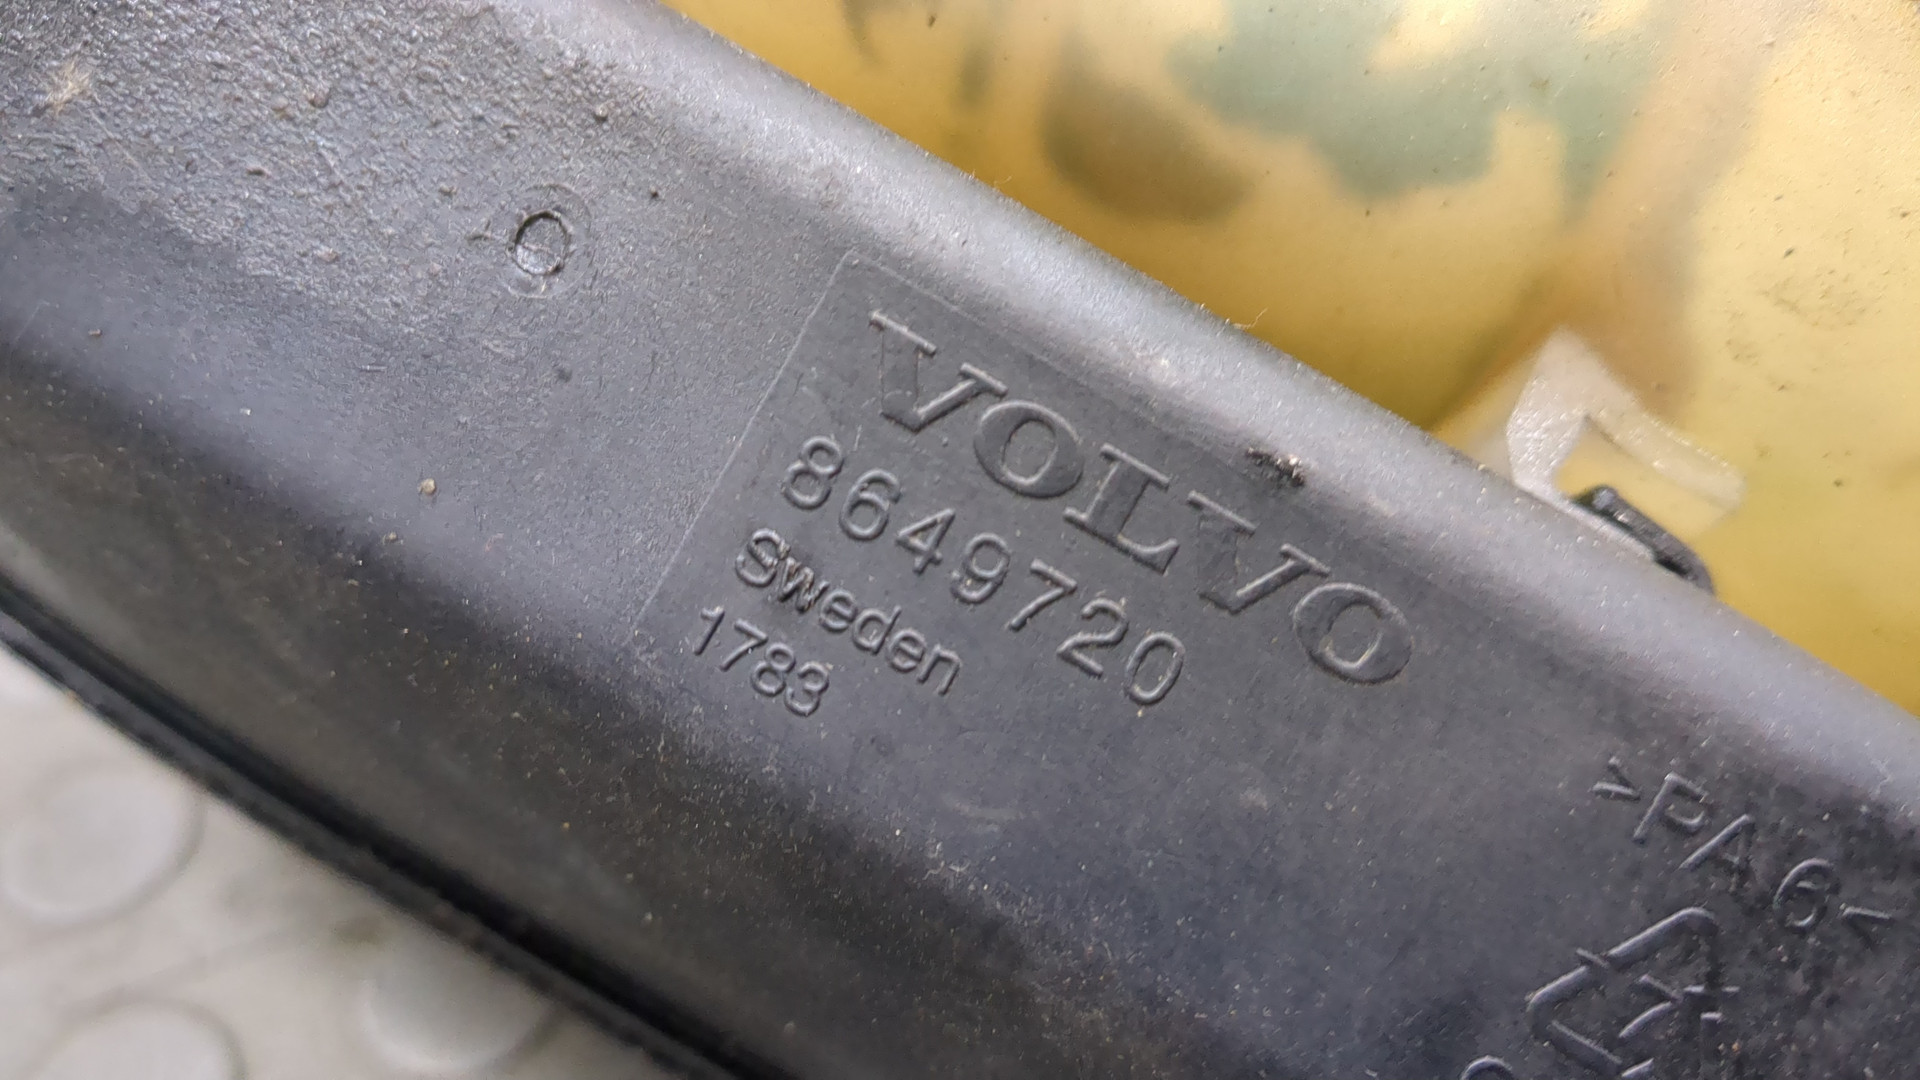 VOLVO
8649720
Sweden
1783
>PA6<